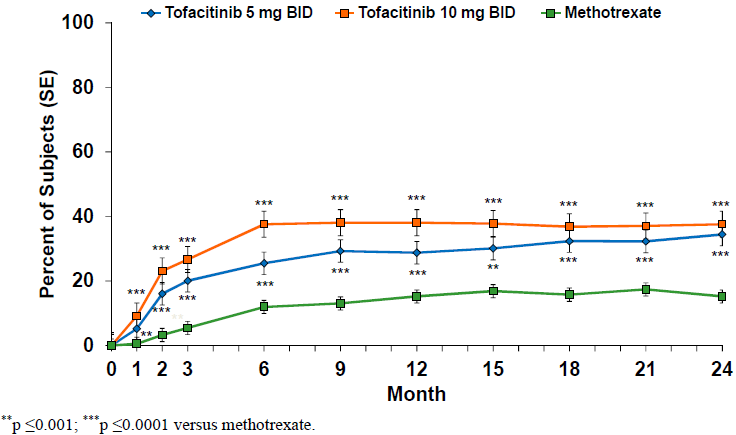 Tofacitinib 5 mg BID Tofacitinib 10 mg BID Methotrexate
Percent of Subjects (SE)
100
80
60
40
20
0
*** *** *** *** *** *** *** *** *** ***
** *** *** *** *** *** ** *** *** ***
0 1 2 3 6 9 12 15 18 21 24
Month
**p ≤0.001; ***p ≤0.0001 versus methotrexate.